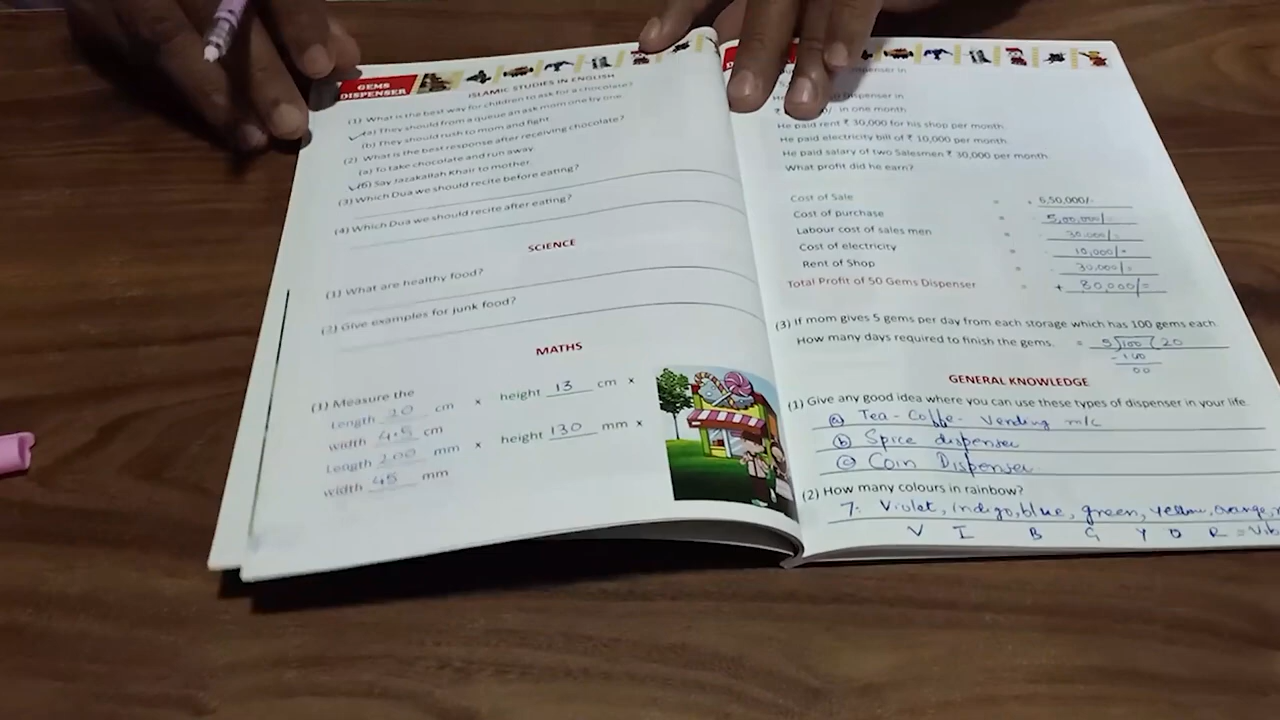 GEMS
DISPENSER
ISLAMIC STUDIES IN ENGLISH
(1) What is the best way for children to ask for a chocolate?
(a) They should from a queue an ask mom one by one.
(b) They should rush to mom and fight.
(2) What is the best response after receiving chocolate?
(a) To take chocolate and run away.
(b) Say Jazakallah Khair to mother.
(3) Which Dua we should recite before eating?
(4) Which Dua we should recite after eating?
SCIENCE
(1) What are healthy food?
(2) Give examples for junk food?
MATHS
(1) Measure the
Length 20 cm x height 13 cm x
width 4.5 cm
Length 200 mm x height 130 mm x
width 45 mm
Dispenser in
in one month
He paid rent ₹ 30,000 for his shop per month
He paid electricity bill of ₹ 10,000 per month
He paid salary of two Salesmen ₹ 30,000 per month
What profit did he earn?
Cost of Sale = 6,50,000/-
Cost of purchase = 5,00,000/-
Labour cost of sales men = 30,000/-
Cost of electricity = 10,000/-
Rent of Shop = 30,000/-
Total Profit of 50 Gems Dispenser = + 80,000/=
(3) If mom gives 5 gems per day from each storage which has 100 gems each.
How many days required to finish the gems. = 5)100(20
-100
00
GENERAL KNOWLEDGE
(1) Give any good idea where you can use these types of dispenser in your life.
(a) Tea - Coffe - Vending m/c
(b) Spice dispenser
(c) Coin Dispenser
(2) How many colours in rainbow?
7. Violet, indigo, blue, green, yellow, orange,
V I B G Y O R =